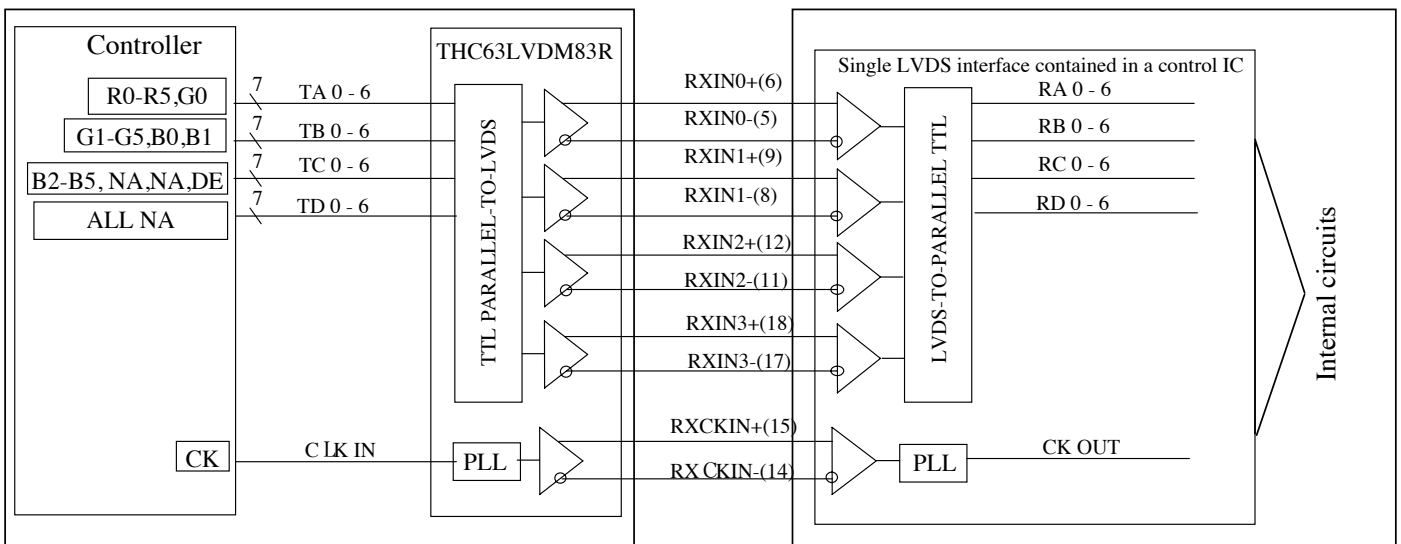 Controller
R0-R5,G0
G1-G5,B0,B1
B2-B5, NA,NA,DE
ALL NA
CK
7
TA 0 - 6
7
TB 0 - 6
7
TC 0 - 6
7
TD 0 - 6
CLK IN
THC63LVDM83R
TTL PARALLEL-TO-LVDS
PLL
RXIN0+(6)
RXIN0-(5)
RXIN1+(9)
RXIN1-(8)
RXIN2+(12)
RXIN2-(11)
RXIN3+(18)
RXIN3-(17)
RXCKIN+(15)
RXCKIN-(14)
Single LVDS interface contained in a control IC
LVDS-TO-PARALLEL TTL
PLL
RA 0 - 6
RB 0 - 6
RC 0 - 6
RD 0 - 6
CK OUT
Internal circuits